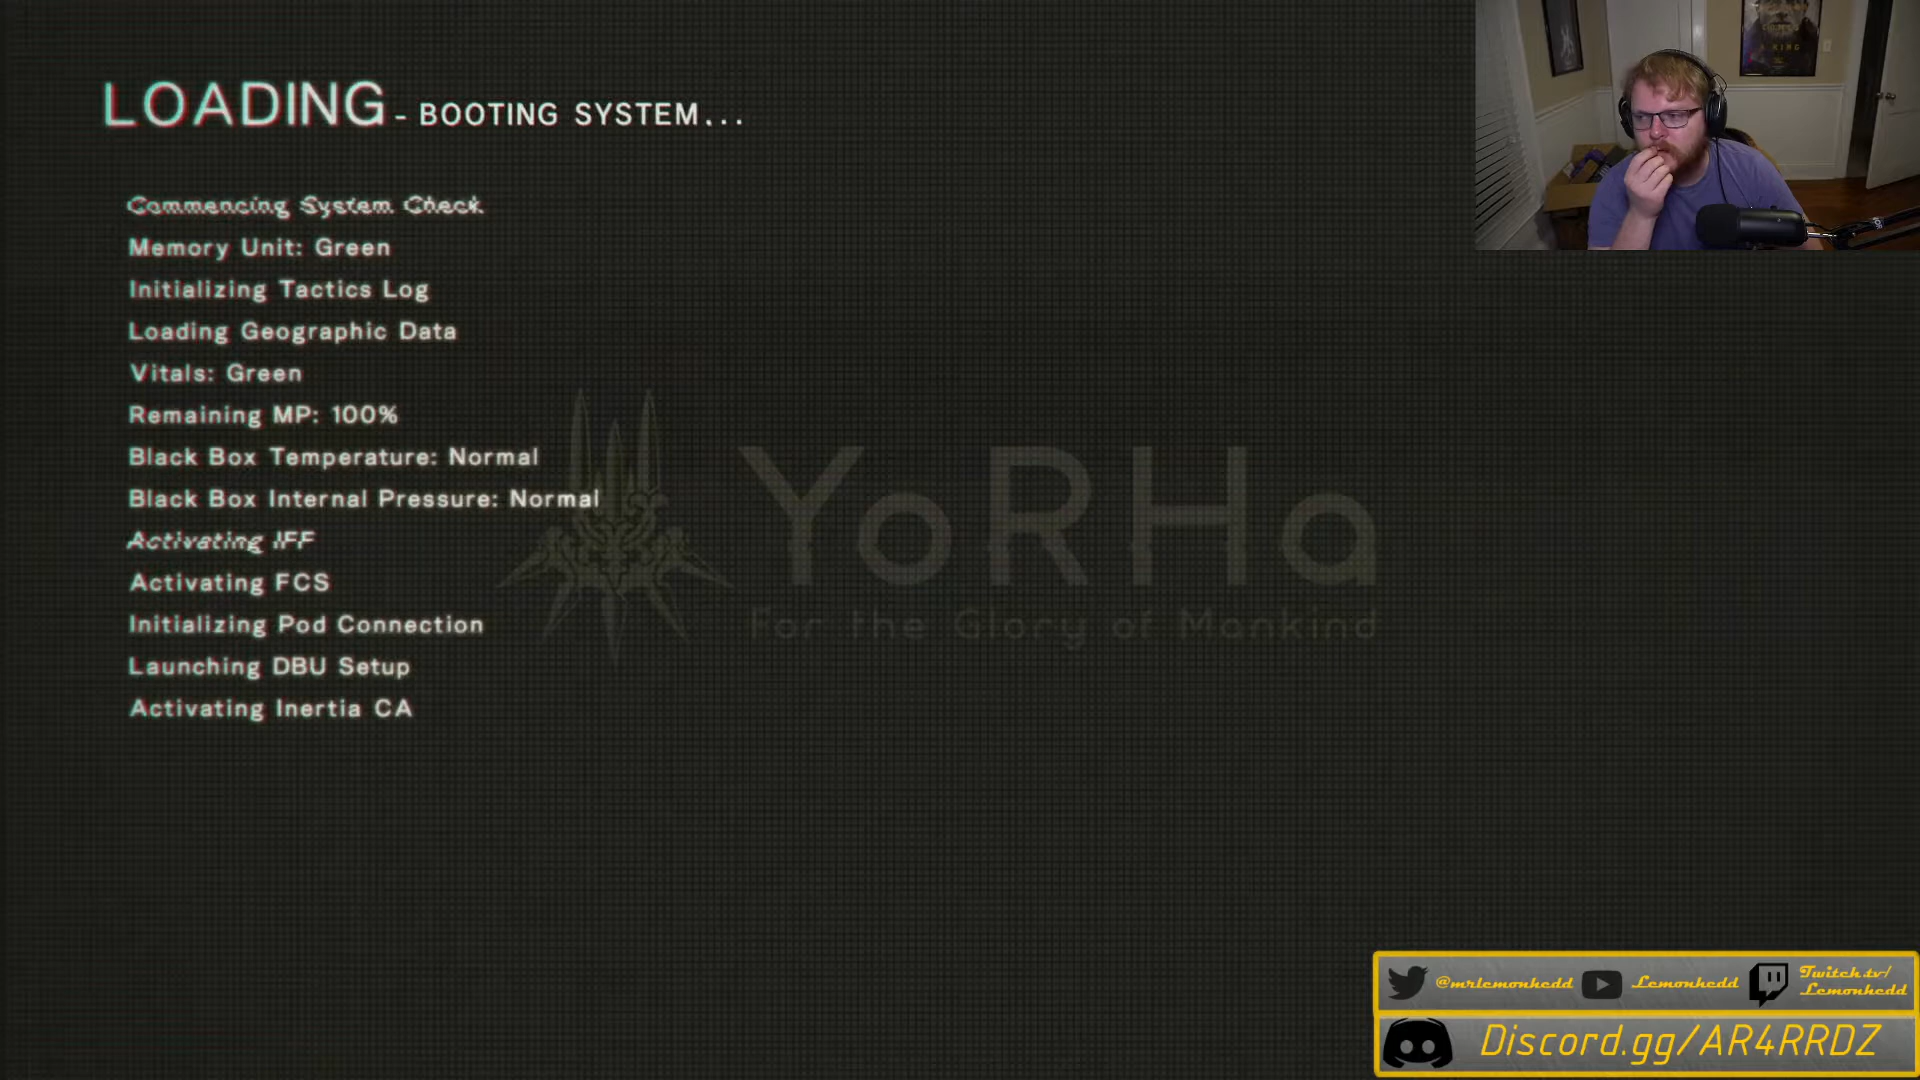 LOADING - BOOTING SYSTEM...
Commencing System Check
Memory Unit: Green
Initializing Tactics Log
Loading Geographic Data
Vitals: Green
Remaining MP: 100%
Black Box Temperature: Normal
Black Box Internal Pressure: Normal
Activating IFF
Activating FCS
Initializing Pod Connection
Launching DBU Setup
Activating Inertia CA
YoRHa
For the Glory of Mankind
A KING
@mrlemonhedd Lemonhedd Twitch.tv/
Lemonhedd
Discord.gg/AR4RRDZ